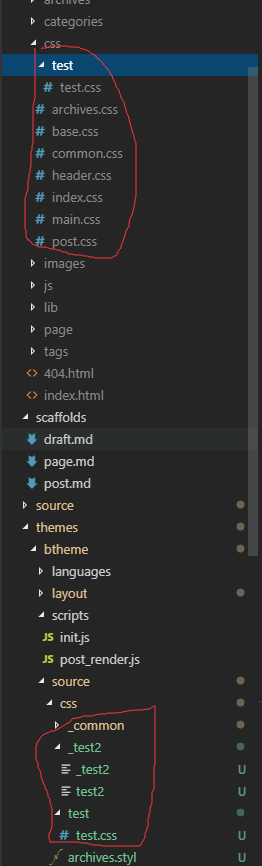 archives
categories
css
test
# test.css
# archives.css
# base.css
# common.css
# header.css
# index.css
# main.css
# post.css
images
js
lib
page
tags
<> 404.html
<> index.html
scaffolds
draft.md
page.md
post.md
source
themes
btheme
languages
layout
scripts
JS init.js
JS post_render.js
source
css
_common
_test2
_test2 U
test2 U
test
# test.css U
archives.styl U